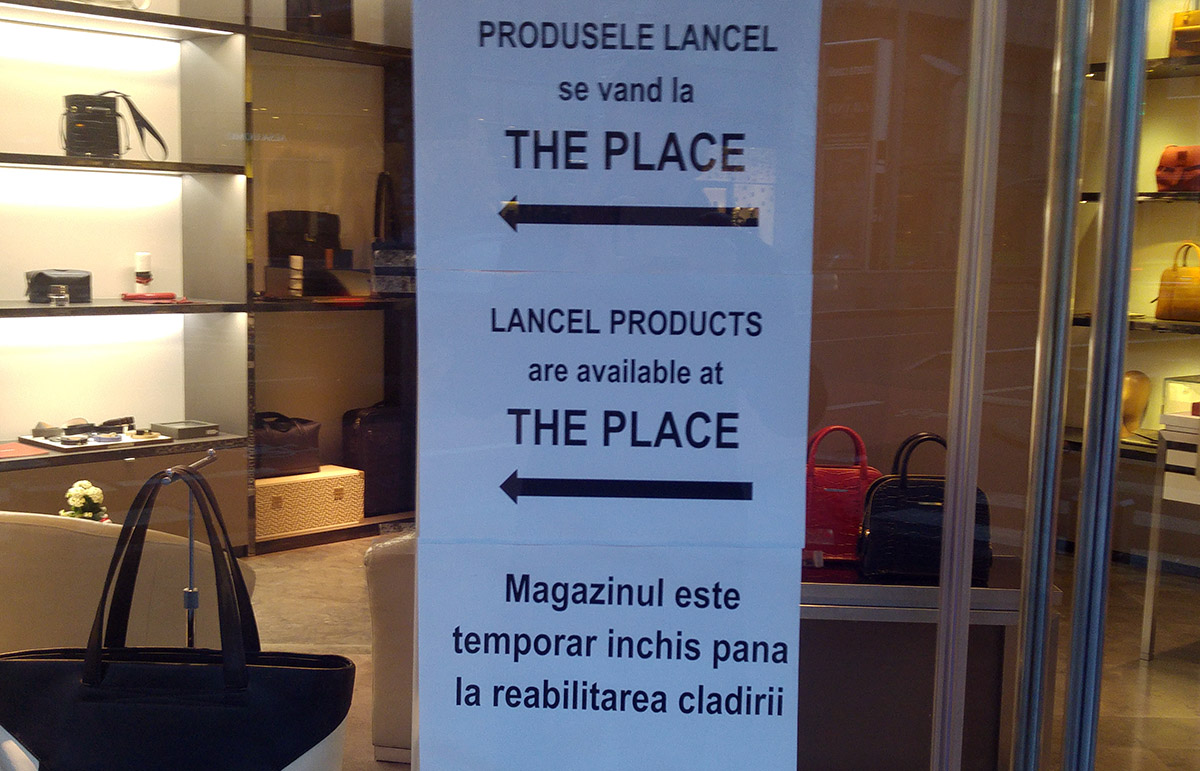 PRODUSELE LANCEL
se vand la
THE PLACE
LANCEL PRODUCTS
are available at
THE PLACE
Magazinul este
temporar inchis pana
la reabilitarea cladirii